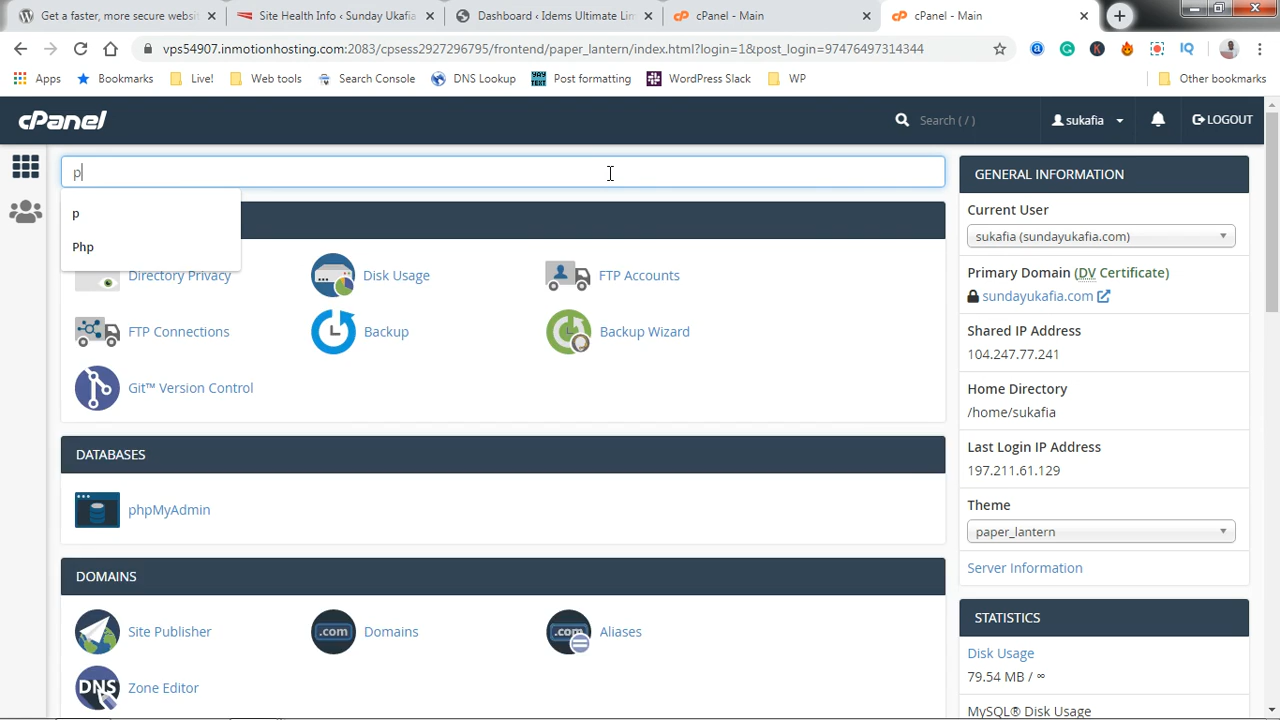 Get a faster, more secure websi
Site Health Info ‹ Sunday Ukafia
Dashboard ‹ Idems Ultimate Lim
cPanel - Main
cPanel - Main
vps54907.inmotionhosting.com:2083/cpsess2927296795/frontend/paper_lantern/index.html?login=1&post_login=97476497314344
Apps
Bookmarks
Live!
Web tools
Search Console
DNS Lookup
YAY TEXT
Post formatting
WordPress Slack
WP
Other bookmarks
cPanel
Search ( / )
sukafia
LOGOUT
p
p
Php
Directory Privacy
Disk Usage
FTP Accounts
FTP Connections
Backup
Backup Wizard
Git™ Version Control
DATABASES
phpMyAdmin
DOMAINS
Site Publisher
.com
Domains
.com
Aliases
DNS
Zone Editor
GENERAL INFORMATION
Current User
sukafia (sundayukafia.com)
Primary Domain (DV Certificate)
sundayukafia.com
Shared IP Address
104.247.77.241
Home Directory
/home/sukafia
Last Login IP Address
197.211.61.129
Theme
paper_lantern
Server Information
STATISTICS
Disk Usage
79.54 MB / ∞
MySQL® Disk Usage